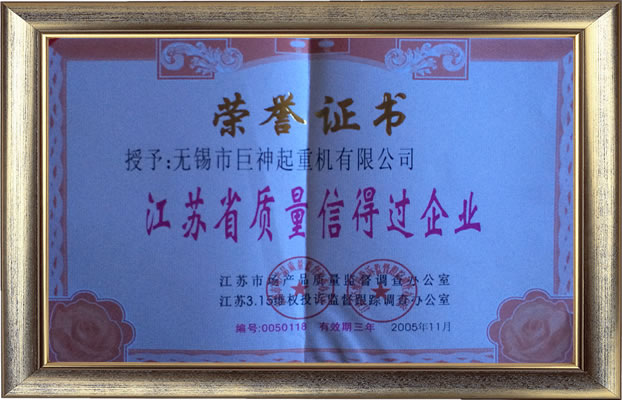 荣誉证书
授予:无锡市巨神起重机有限公司
江苏省质量信得过企业
江苏市场产品质量监督调查办公室
江苏3.15维权投诉监督跟踪调查办公室
编号:0050118 有效期三年 2005年11月